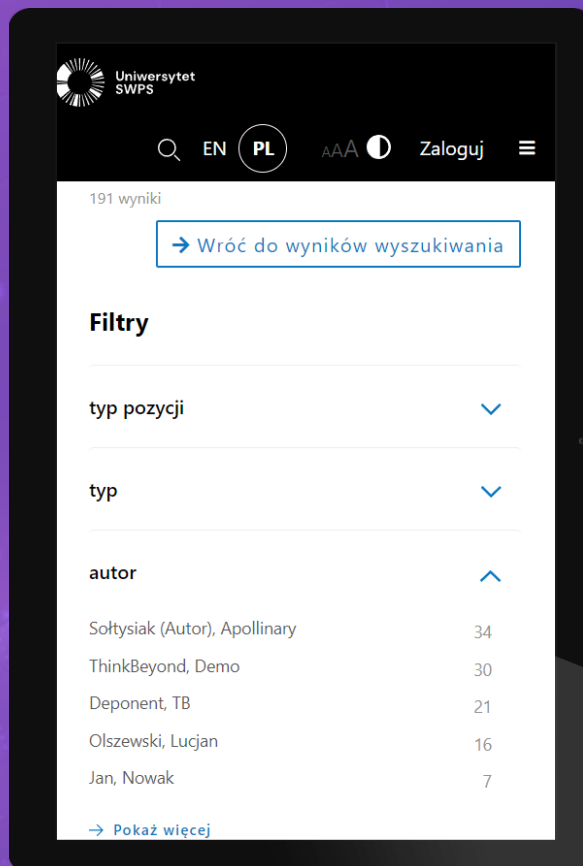 Uniwersytet
SWPS
EN PL AAA Zaloguj
191 wyniki
→ Wróć do wyników wyszukiwania
Filtry
typ pozycji
typ
autor
Sołtysiak (Autor), Apollinary 34
ThinkBeyond, Demo 30
Deponent, TB 21
Olszewski, Lucjan 16
Jan, Nowak 7
→ Pokaż więcej